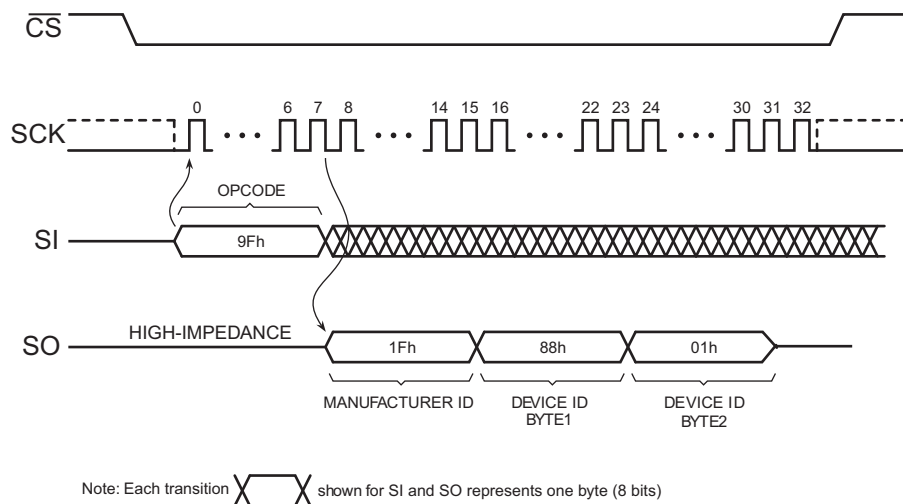 CS
0 6 7 8 14 15 16 22 23 24 30 31 32
SCK
OPCODE
SI 9Fh
HIGH-IMPEDANCE
SO 1Fh 88h 01h
MANUFACTURER ID DEVICE ID DEVICE ID
BYTE1 BYTE2
Note: Each transition shown for SI and SO represents one byte (8 bits)